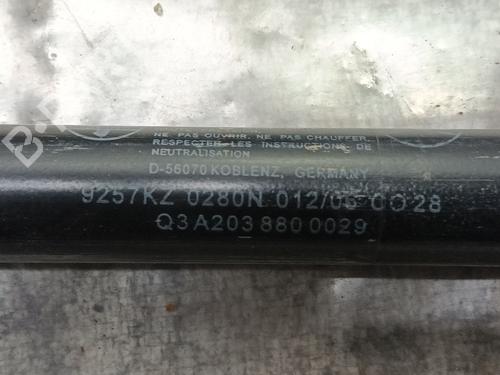 NE PAS OUVRIR, NE PAS CHAUFFER
RESPECTER LES INSTRUCTIONS DE
NEUTRALISATION
D-56070 KOBLENZ, GERMANY
9257KZ 0280N 012/05 CO28
Q3 A203 880 0029